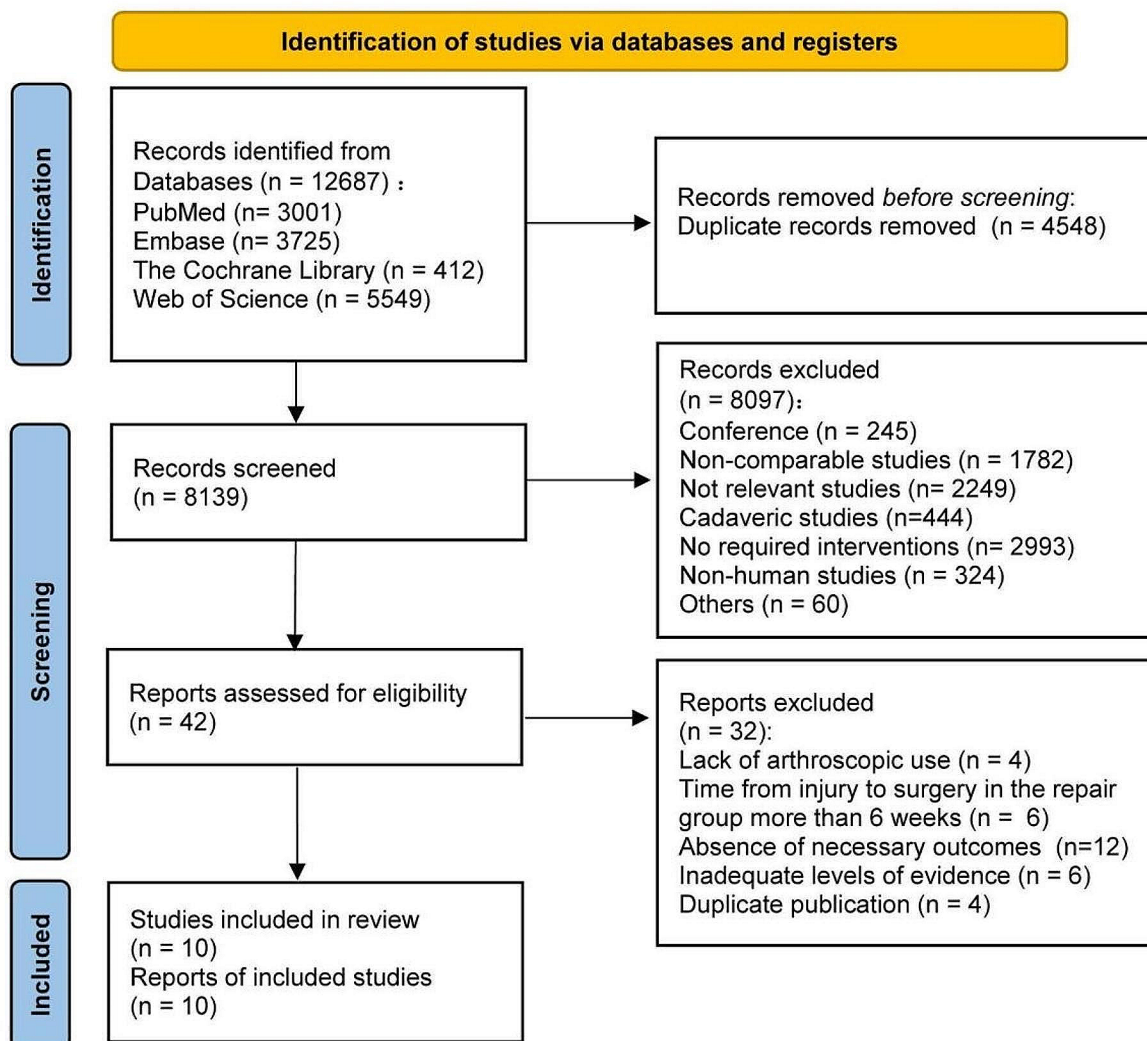 Identification of studies via databases and registers
Identification
Records identified from
Databases (n = 12687) :
PubMed (n= 3001)
Embase (n= 3725)
The Cochrane Library (n = 412)
Web of Science (n = 5549)
Records removed before screening:
Duplicate records removed (n = 4548)
Screening
Records screened
(n = 8139)
Records excluded
(n = 8097):
Conference (n = 245)
Non-comparable studies (n = 1782)
Not relevant studies (n= 2249)
Cadaveric studies (n=444)
No required interventions (n= 2993)
Non-human studies (n = 324)
Others (n = 60)
Reports assessed for eligibility
(n = 42)
Reports excluded
(n = 32):
Lack of arthroscopic use (n = 4)
Time from injury to surgery in the repair
group more than 6 weeks (n = 6)
Absence of necessary outcomes (n=12)
Inadequate levels of evidence (n = 6)
Duplicate publication (n = 4)
Included
Studies included in review
(n = 10)
Reports of included studies
(n = 10)